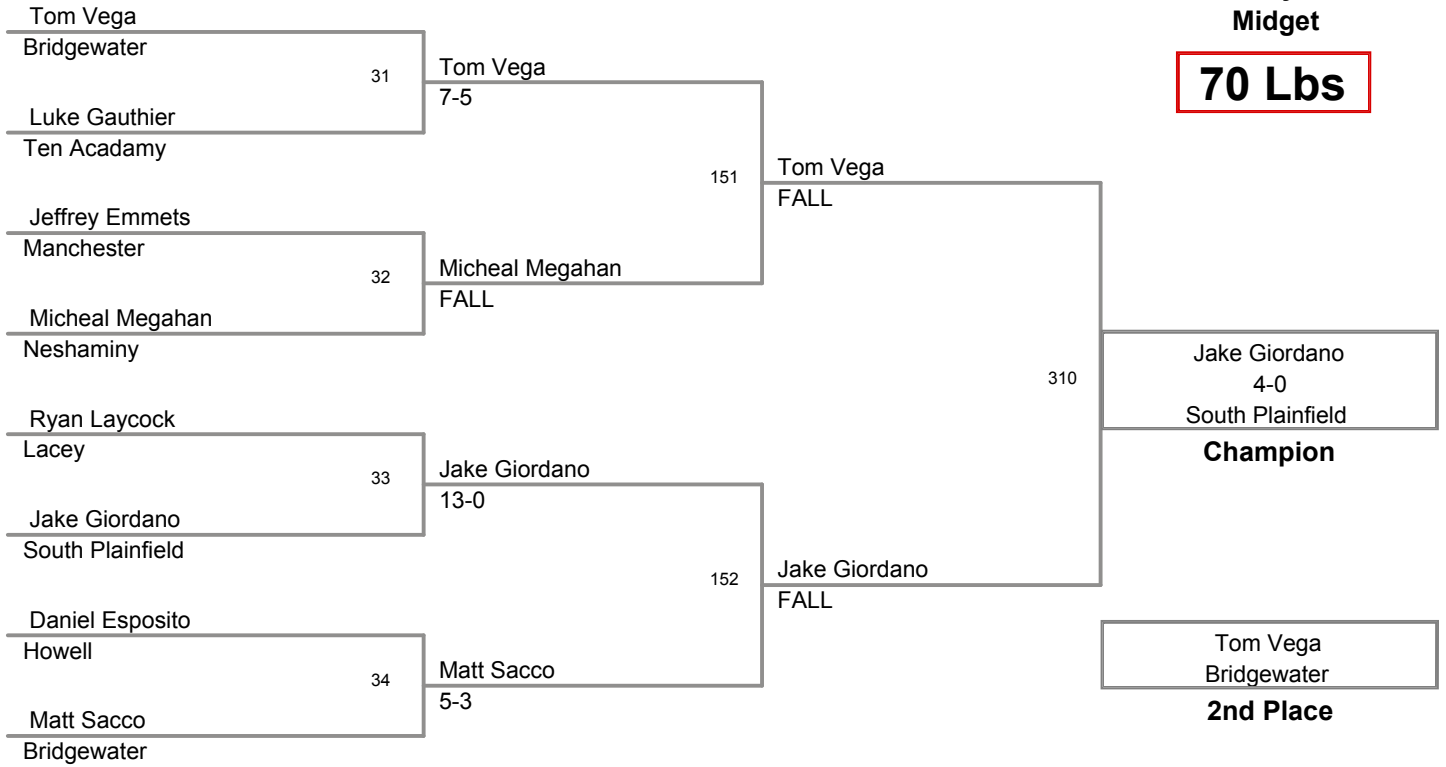 Midget
70 Lbs
Tom Vega
Bridgewater
31
Luke Gauthier
Ten Acadamy
Tom Vega
7-5
Jeffrey Emmets
Manchester
32
Micheal Megahan
Neshaminy
Micheal Megahan
FALL
151
Tom Vega
FALL
Ryan Laycock
Lacey
33
Jake Giordano
South Plainfield
Jake Giordano
13-0
Daniel Esposito
Howell
34
Matt Sacco
Bridgewater
Matt Sacco
5-3
152
Jake Giordano
FALL
310
Jake Giordano
4-0
South Plainfield
Champion
Tom Vega
Bridgewater
2nd Place